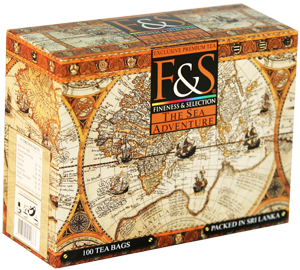 EXCLUSIVE PREMIUM TEA
F&S
FINENESS & SELECTION
THE SEA
ADVENTURE
100 TEA BAGS
PACKED IN SRI LANKA